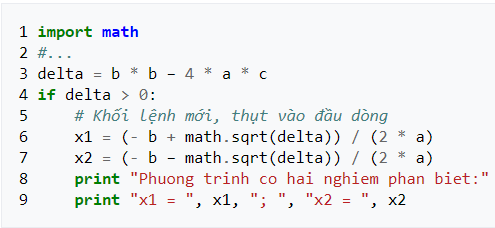 1 import math
2 #...
3 delta = b * b – 4 * a * c
4 if delta > 0:
5     # Khối lệnh mới, thụt vào đầu dòng
6     x1 = (- b + math.sqrt(delta)) / (2 * a)
7     x2 = (- b – math.sqrt(delta)) / (2 * a)
8     print "Phuong trinh co hai nghiem phan biet:"
9     print "x1 = ", x1, "; ", "x2 = ", x2